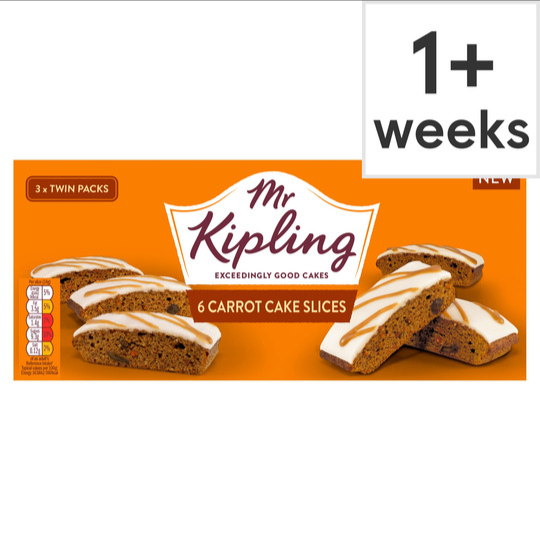 1+
weeks
NEW
3 x TWIN PACKS
Mr
Kipling
EXCEEDINGLY GOOD CAKES
6 CARROT CAKE SLICES